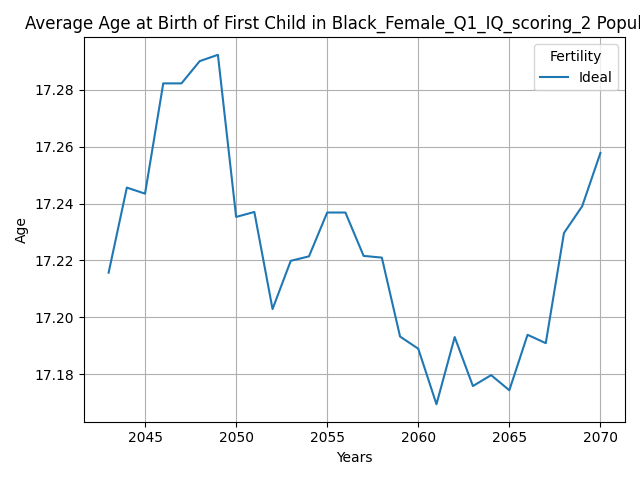 Average Age at Birth of First Child in Black_Female_Q1_IQ_scoring_2 Popul
Fertility
Ideal
17.28
17.26
17.24
17.22
17.20
17.18
Age
2045 2050 2055 2060 2065 2070
Years